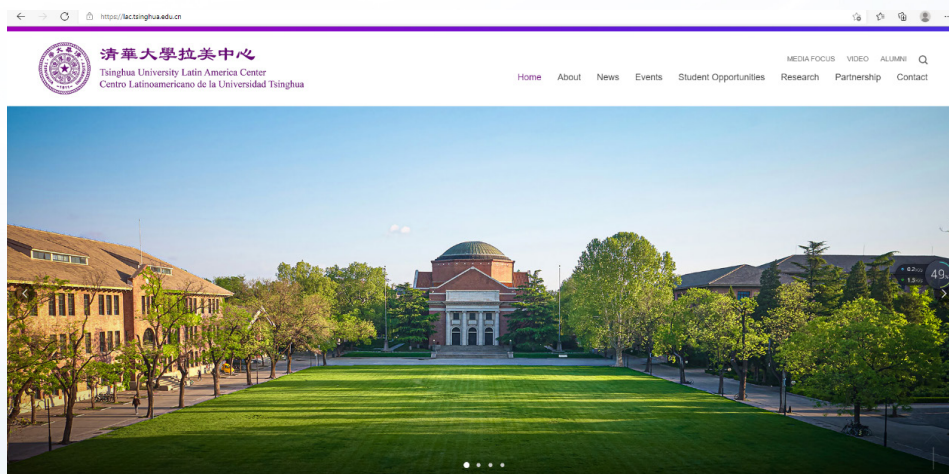 https://lac.tsinghua.edu.cn
清華大學拉美中心
Tsinghua University Latin America Center
Centro Latinoamericano de la Universidad Tsinghua
MEDIA FOCUS VIDEO ALUMNI
Home About News Events Student Opportunities Research Partnership Contact